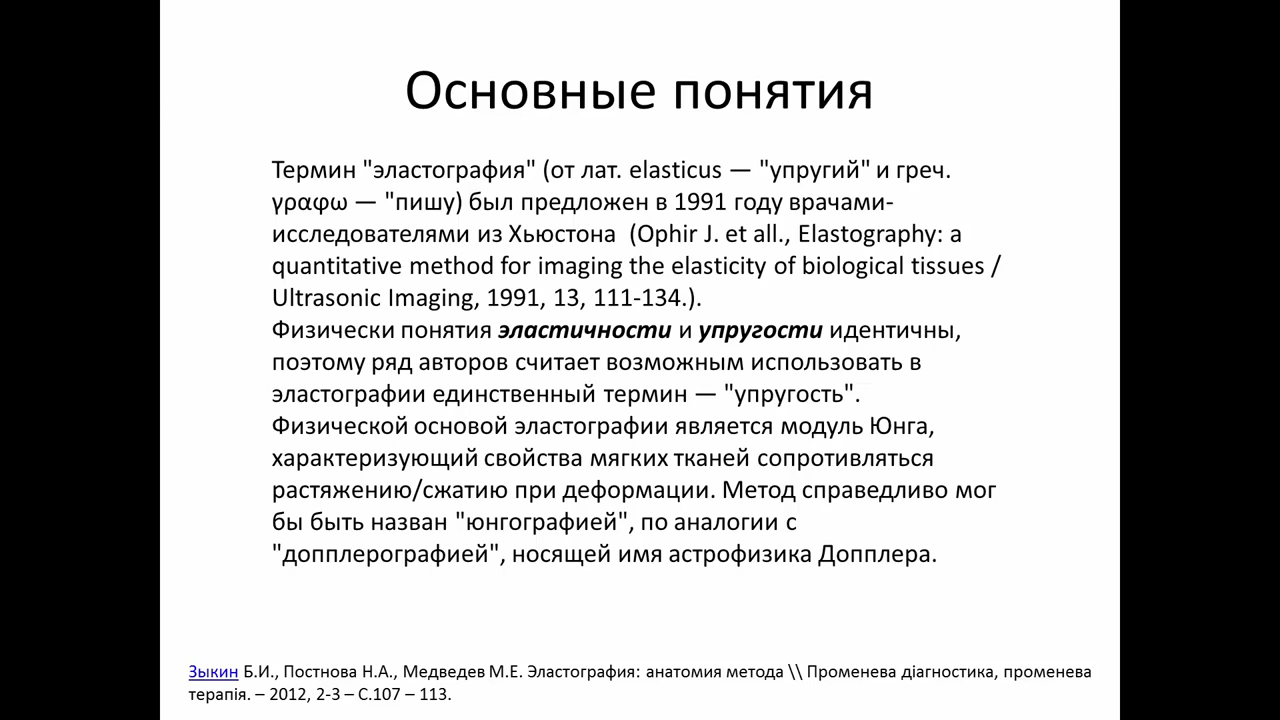 Основные понятия
Термин "эластография" (от лат. elasticus — "упругий" и греч.
γραφω — "пишу) был предложен в 1991 году врачами-
исследователями из Хьюстона (Ophir J. et all., Elastography: a
quantitative method for imaging the elasticity of biological tissues /
Ultrasonic Imaging, 1991, 13, 111-134.).
Физически понятия эластичности и упругости идентичны,
поэтому ряд авторов считает возможным использовать в
эластографии единственный термин — "упругость".
Физической основой эластографии является модуль Юнга,
характеризующий свойства мягких тканей сопротивляться
растяжению/сжатию при деформации. Метод справедливо мог
бы быть назван "юнгографией", по аналогии с
"допплерографией", носящей имя астрофизика Допплера.
Зыкин Б.И., Постнова Н.А., Медведев М.Е. Эластография: анатомия метода \\ Променева діагностика, променева
терапія. – 2012, 2-3 – С.107 – 113.